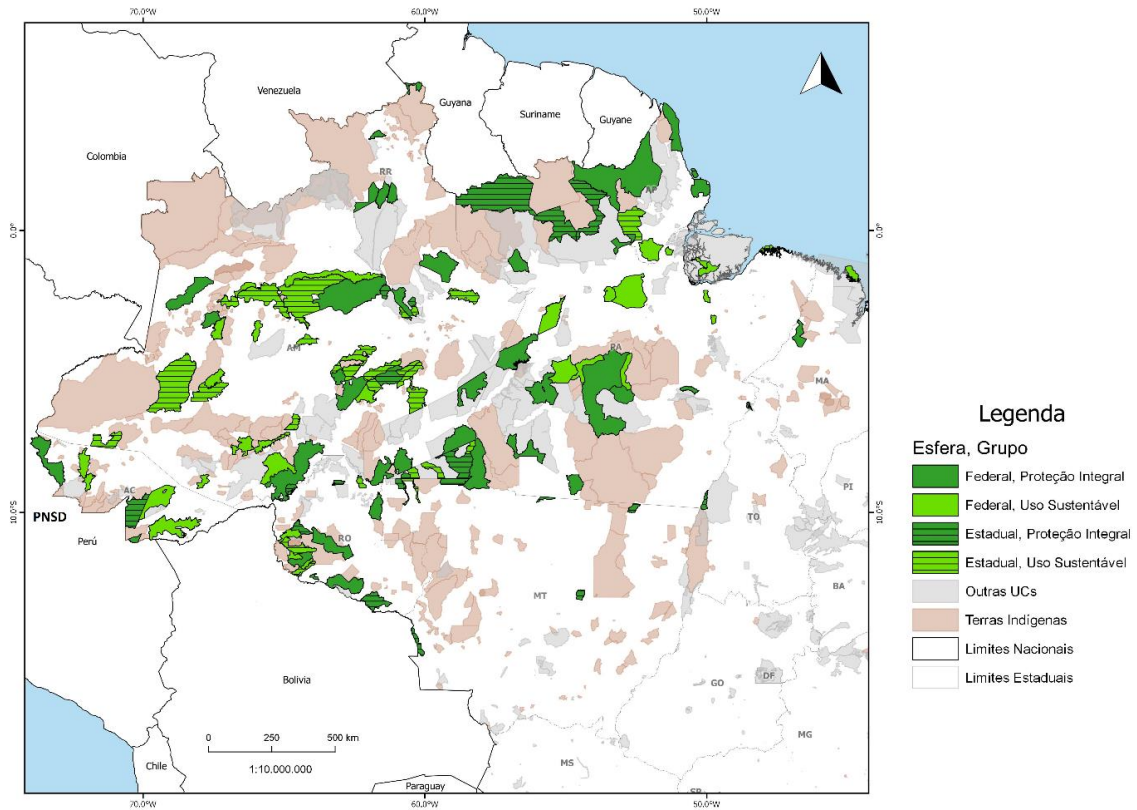 70.0°W 60.0°W 50.0°W
Venezuela
Guyana
Suriname
Guyane
Colombia
RR
AP
0.0° 0.0°
AM
PA
MA
AC
PI
10.0°S 10.0°S
PNSD
TO
Perú
RO
BA
MT
Bolivia
GO
DF
MG
0 250 500 km
MS
1:10.000.000
Chile
Paraguay
SP
70.0°W 60.0°W 50.0°W
Legenda
Esfera, Grupo
Federal, Proteção Integral
Federal, Uso Sustentável
Estadual, Proteção Integral
Estadual, Uso Sustentável
Outras UCs
Terras Indígenas
Limites Nacionais
Limites Estaduais